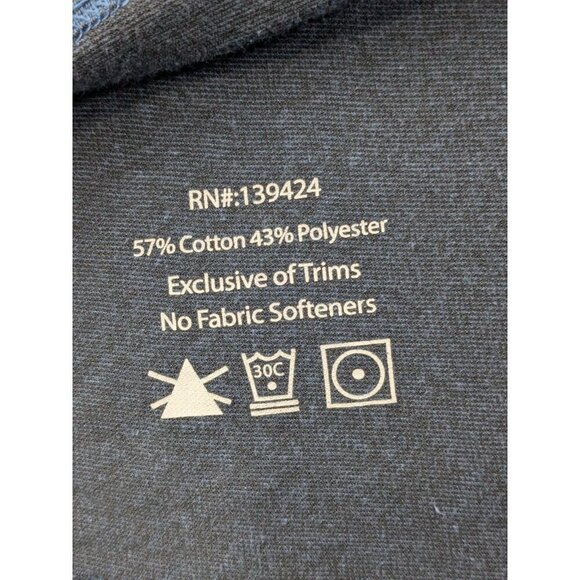 RN#:139424
57% Cotton 43% Polyester
Exclusive of Trims
No Fabric Softeners
30C